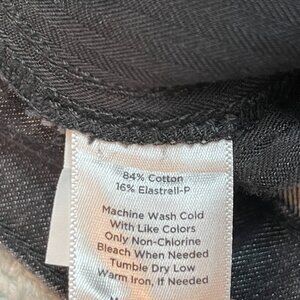 84% Cotton
16% Elastrell-P
Machine Wash Cold
With Like Colors
Only Non-Chlorine
Bleach When Needed
Tumble Dry Low
Warm Iron, If Needed